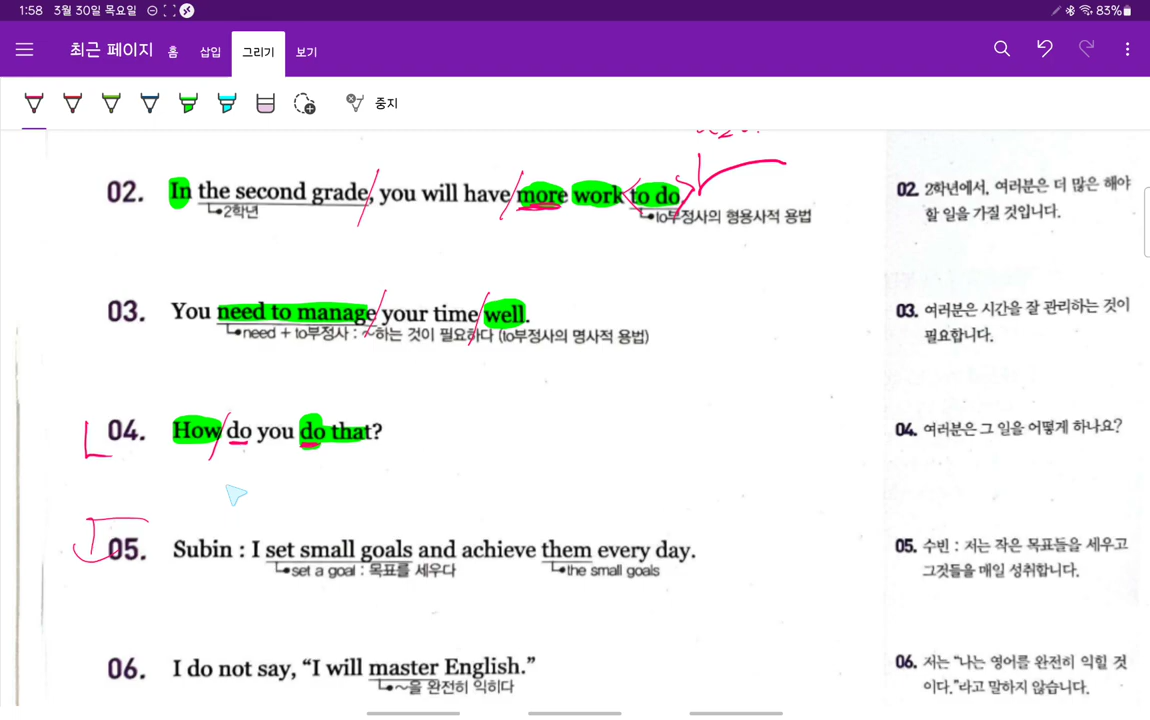 1:58 3월 30일 목요일 83%
최근 페이지 홈 삽입 그리기 보기
중지
02. In the second grade, you will have more work to do. 02. 2학년에서, 여러분은 더 많은 해야
2학년 to부정사의 형용사적 용법 할 일을 가질 것입니다.
03. You need to manage your time well. 03. 여러분은 시간을 잘 관리하는 것이
need + to부정사 : ~하는 것이 필요하다 (to부정사의 명사적 용법) 필요합니다.
04. How do you do that? 04. 여러분은 그 일을 어떻게 하나요?
05. Subin : I set small goals and achieve them every day. 05. 수빈 : 저는 작은 목표들을 세우고
set a goal : 목표를 세우다 the small goals 그것들을 매일 성취합니다.
06. I do not say, “I will master English.” 06. 저는 “나는 영어를 완전히 익힐 것
~을 완전히 익히다 이다.”라고 말하지 않습니다.